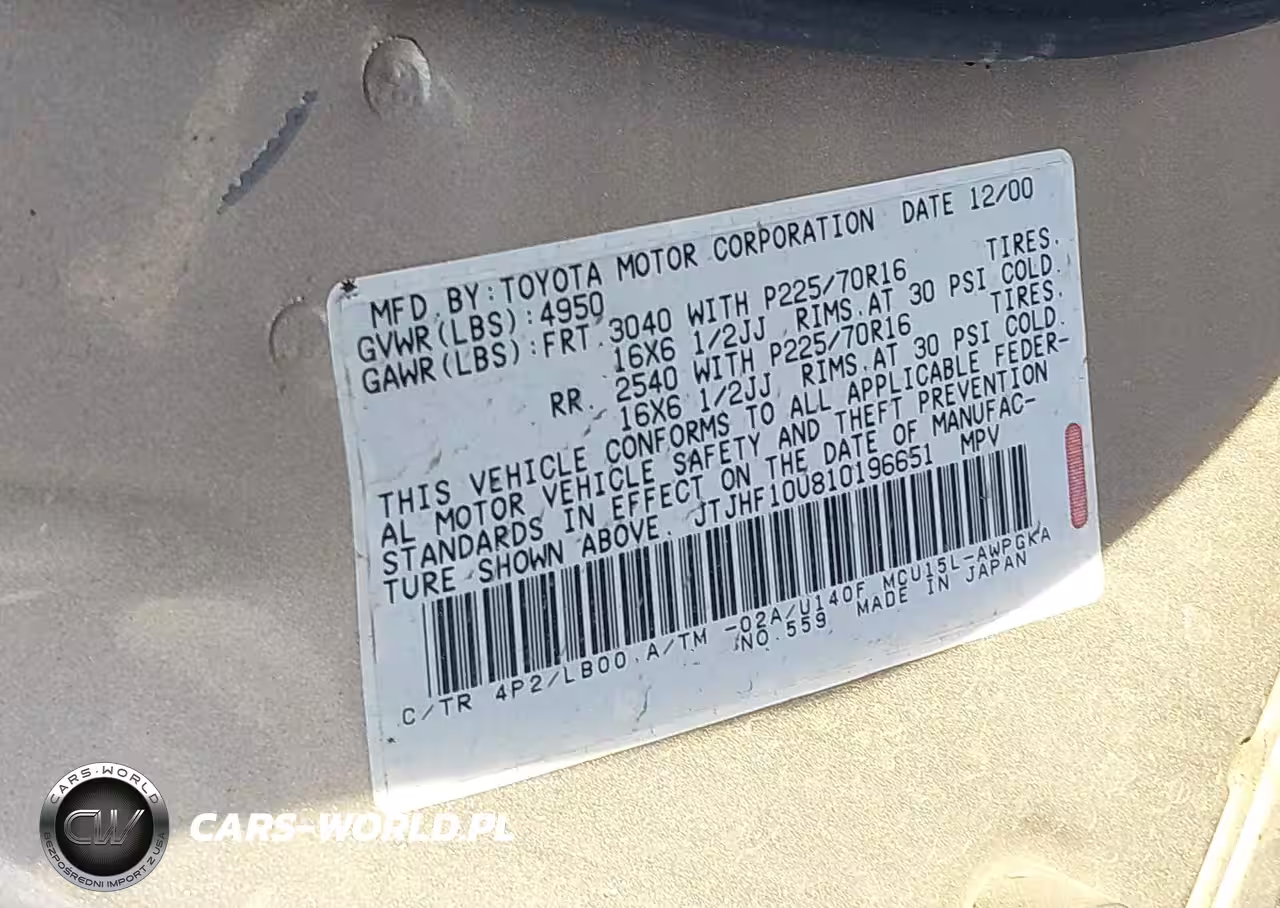 MFD. BY: TOYOTA MOTOR CORPORATION DATE 12/00
GVWR(LBS):4950
GAWR(LBS):FRT. 3040 WITH P225/70R16 TIRES.
16X6 1/2JJ RIMS.AT 30 PSI COLD.
RR. 2540 WITH P225/70R16 TIRES.
16X6 1/2JJ RIMS.AT 30 PSI COLD.
THIS VEHICLE CONFORMS TO ALL APPLICABLE FEDER-
AL MOTOR VEHICLE SAFETY AND THEFT PREVENTION
STANDARDS IN EFFECT ON THE DATE OF MANUFAC-
TURE SHOWN ABOVE. JTJHF10U810196651 MPV
C/TR 4P2/LB00 A/TM -02A/U140F MCU15L-AWPGKA
NO.559 MADE IN JAPAN
CARS-WORLD
CW
BEZPOŚREDNI IMPORT Z USA
CARS-WORLD.PL